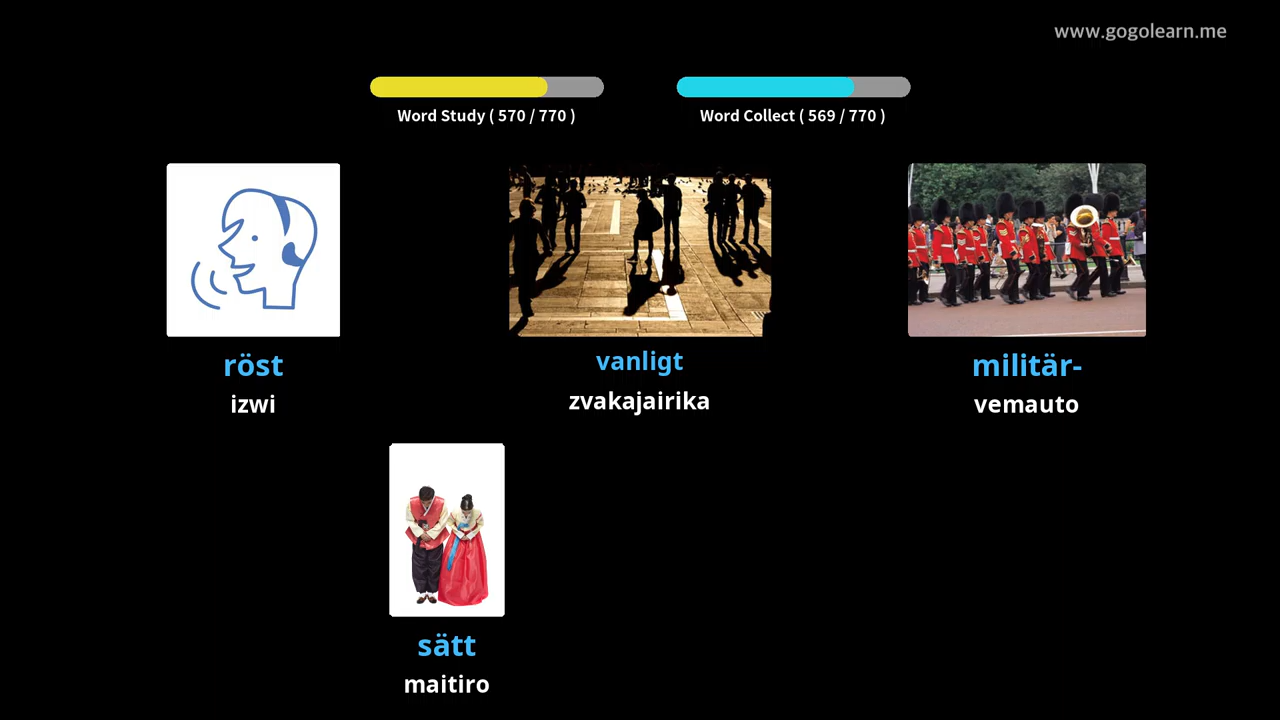 www.gogolearn.me
Word Study ( 570 / 770 )
Word Collect ( 569 / 770 )
röst
izwi
vanligt
zvakajairika
militär-
vemauto
sätt
maitiro